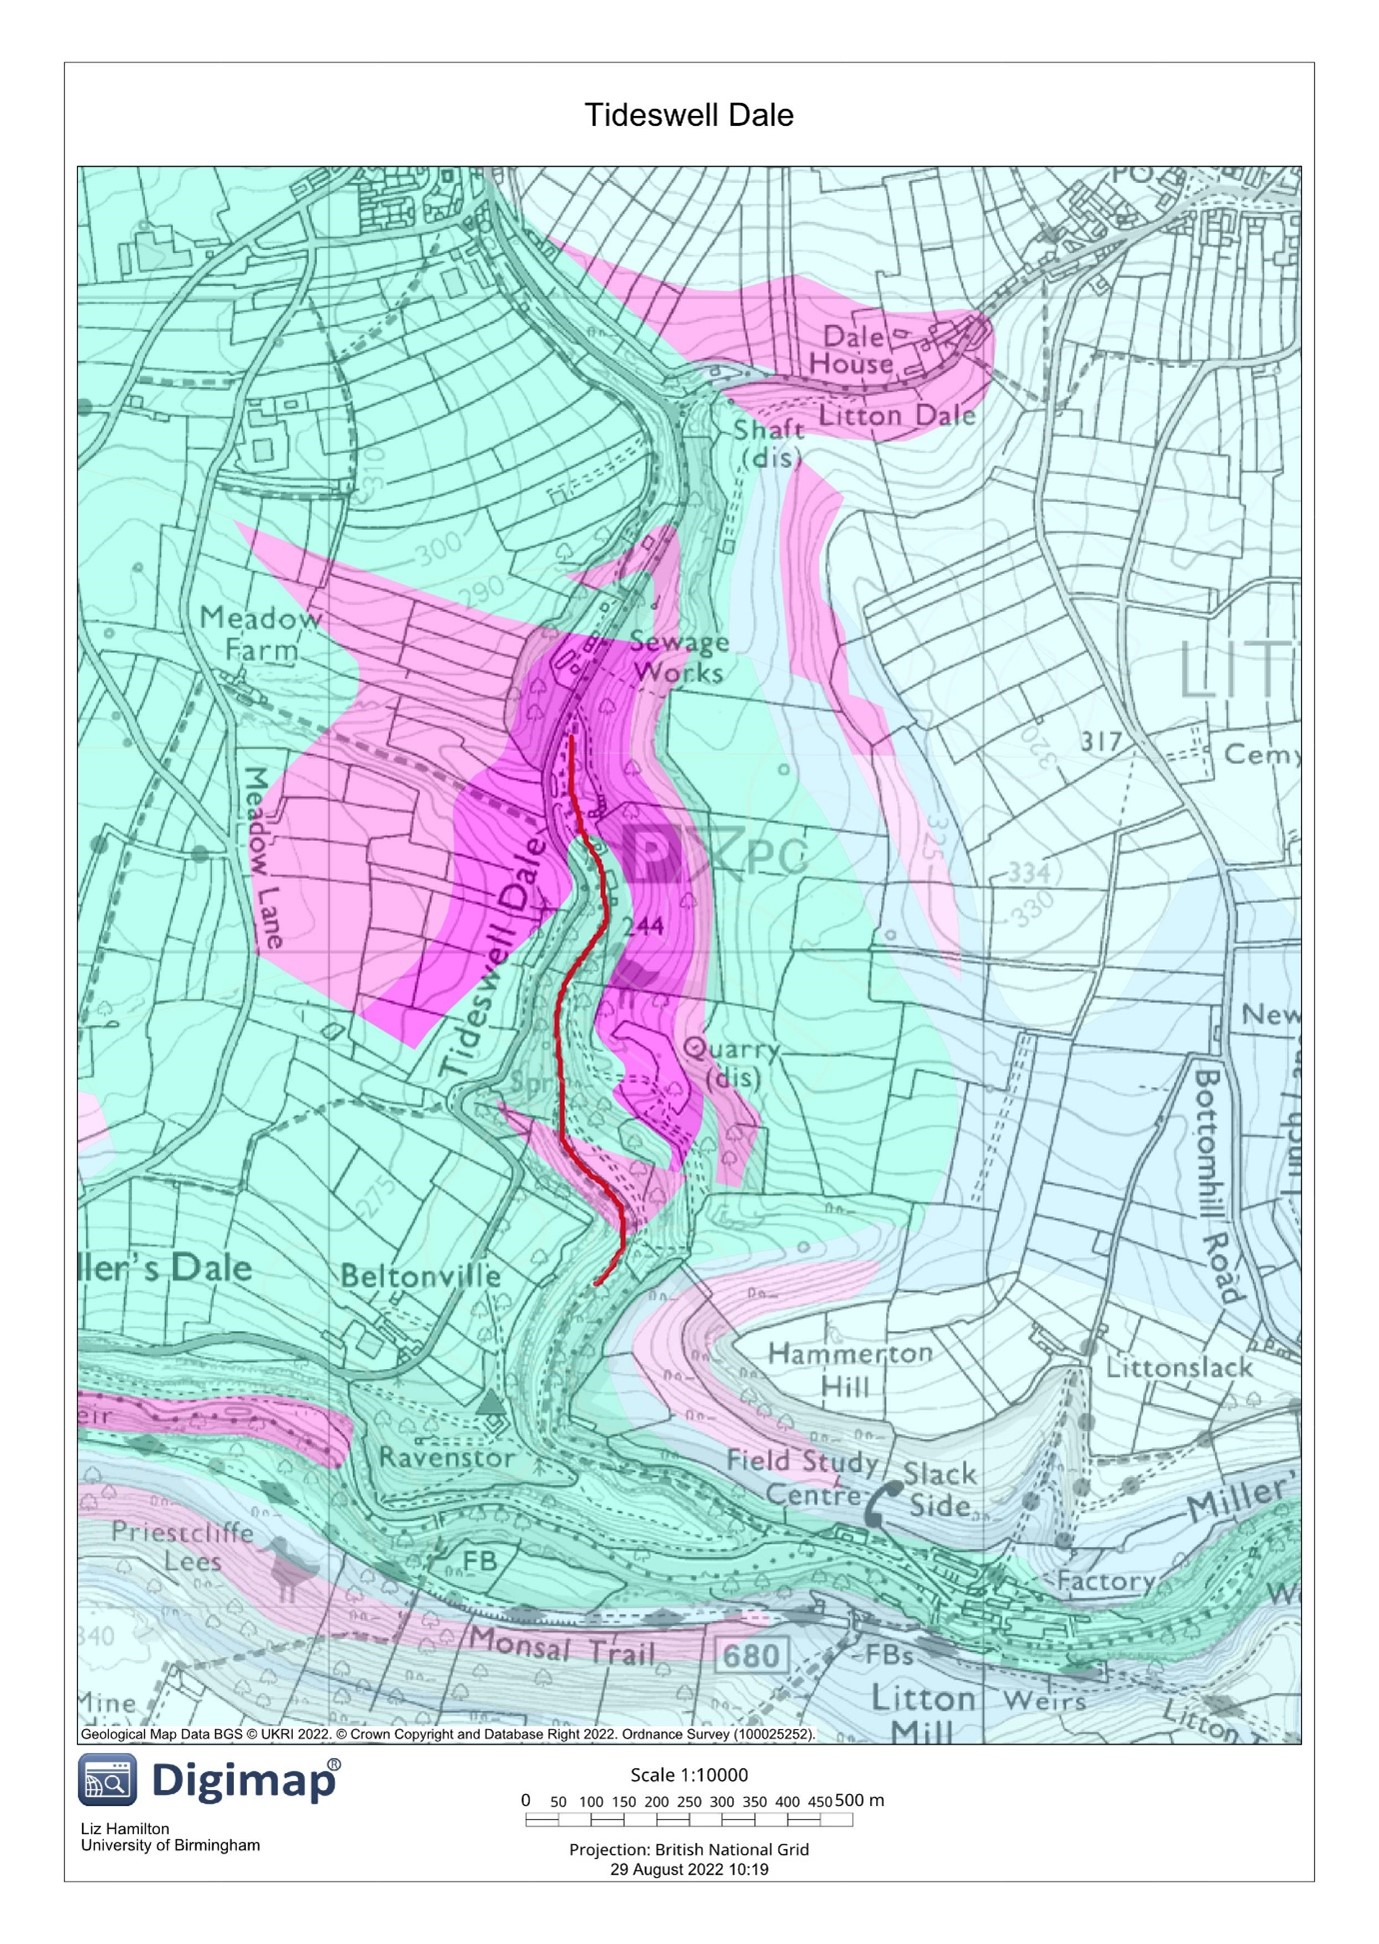 Tideswell Dale
PO
Dale
House
Litton Dale
Shaft
(dis)
310
300
290
Meadow
Farm
Sewage
Works
LIT
320
317
Cemy
Meadow Lane
Tideswell Dale
P
PC
325
334
330
244
Quarry
(dis)
Spr
New
Bottomhill Road
275
ller's Dale
Beltonville
Hammerton
Hill
Littonslack
eir
Ravenstor
Field Study
Centre
Slack
Side
Miller'
Priestcliffe
Lees
FB
Factory
W
340
Monsal Trail
680
FBs
Mine
Litton
Mill
Weirs
Litton
Geological Map Data BGS © UKRI 2022. © Crown Copyright and Database Right 2022. Ordnance Survey (100025252).
Digimap®
Liz Hamilton
University of Birmingham
Scale 1:10000
0 50 100 150 200 250 300 350 400 450 500 m
Projection: British National Grid
29 August 2022 10:19